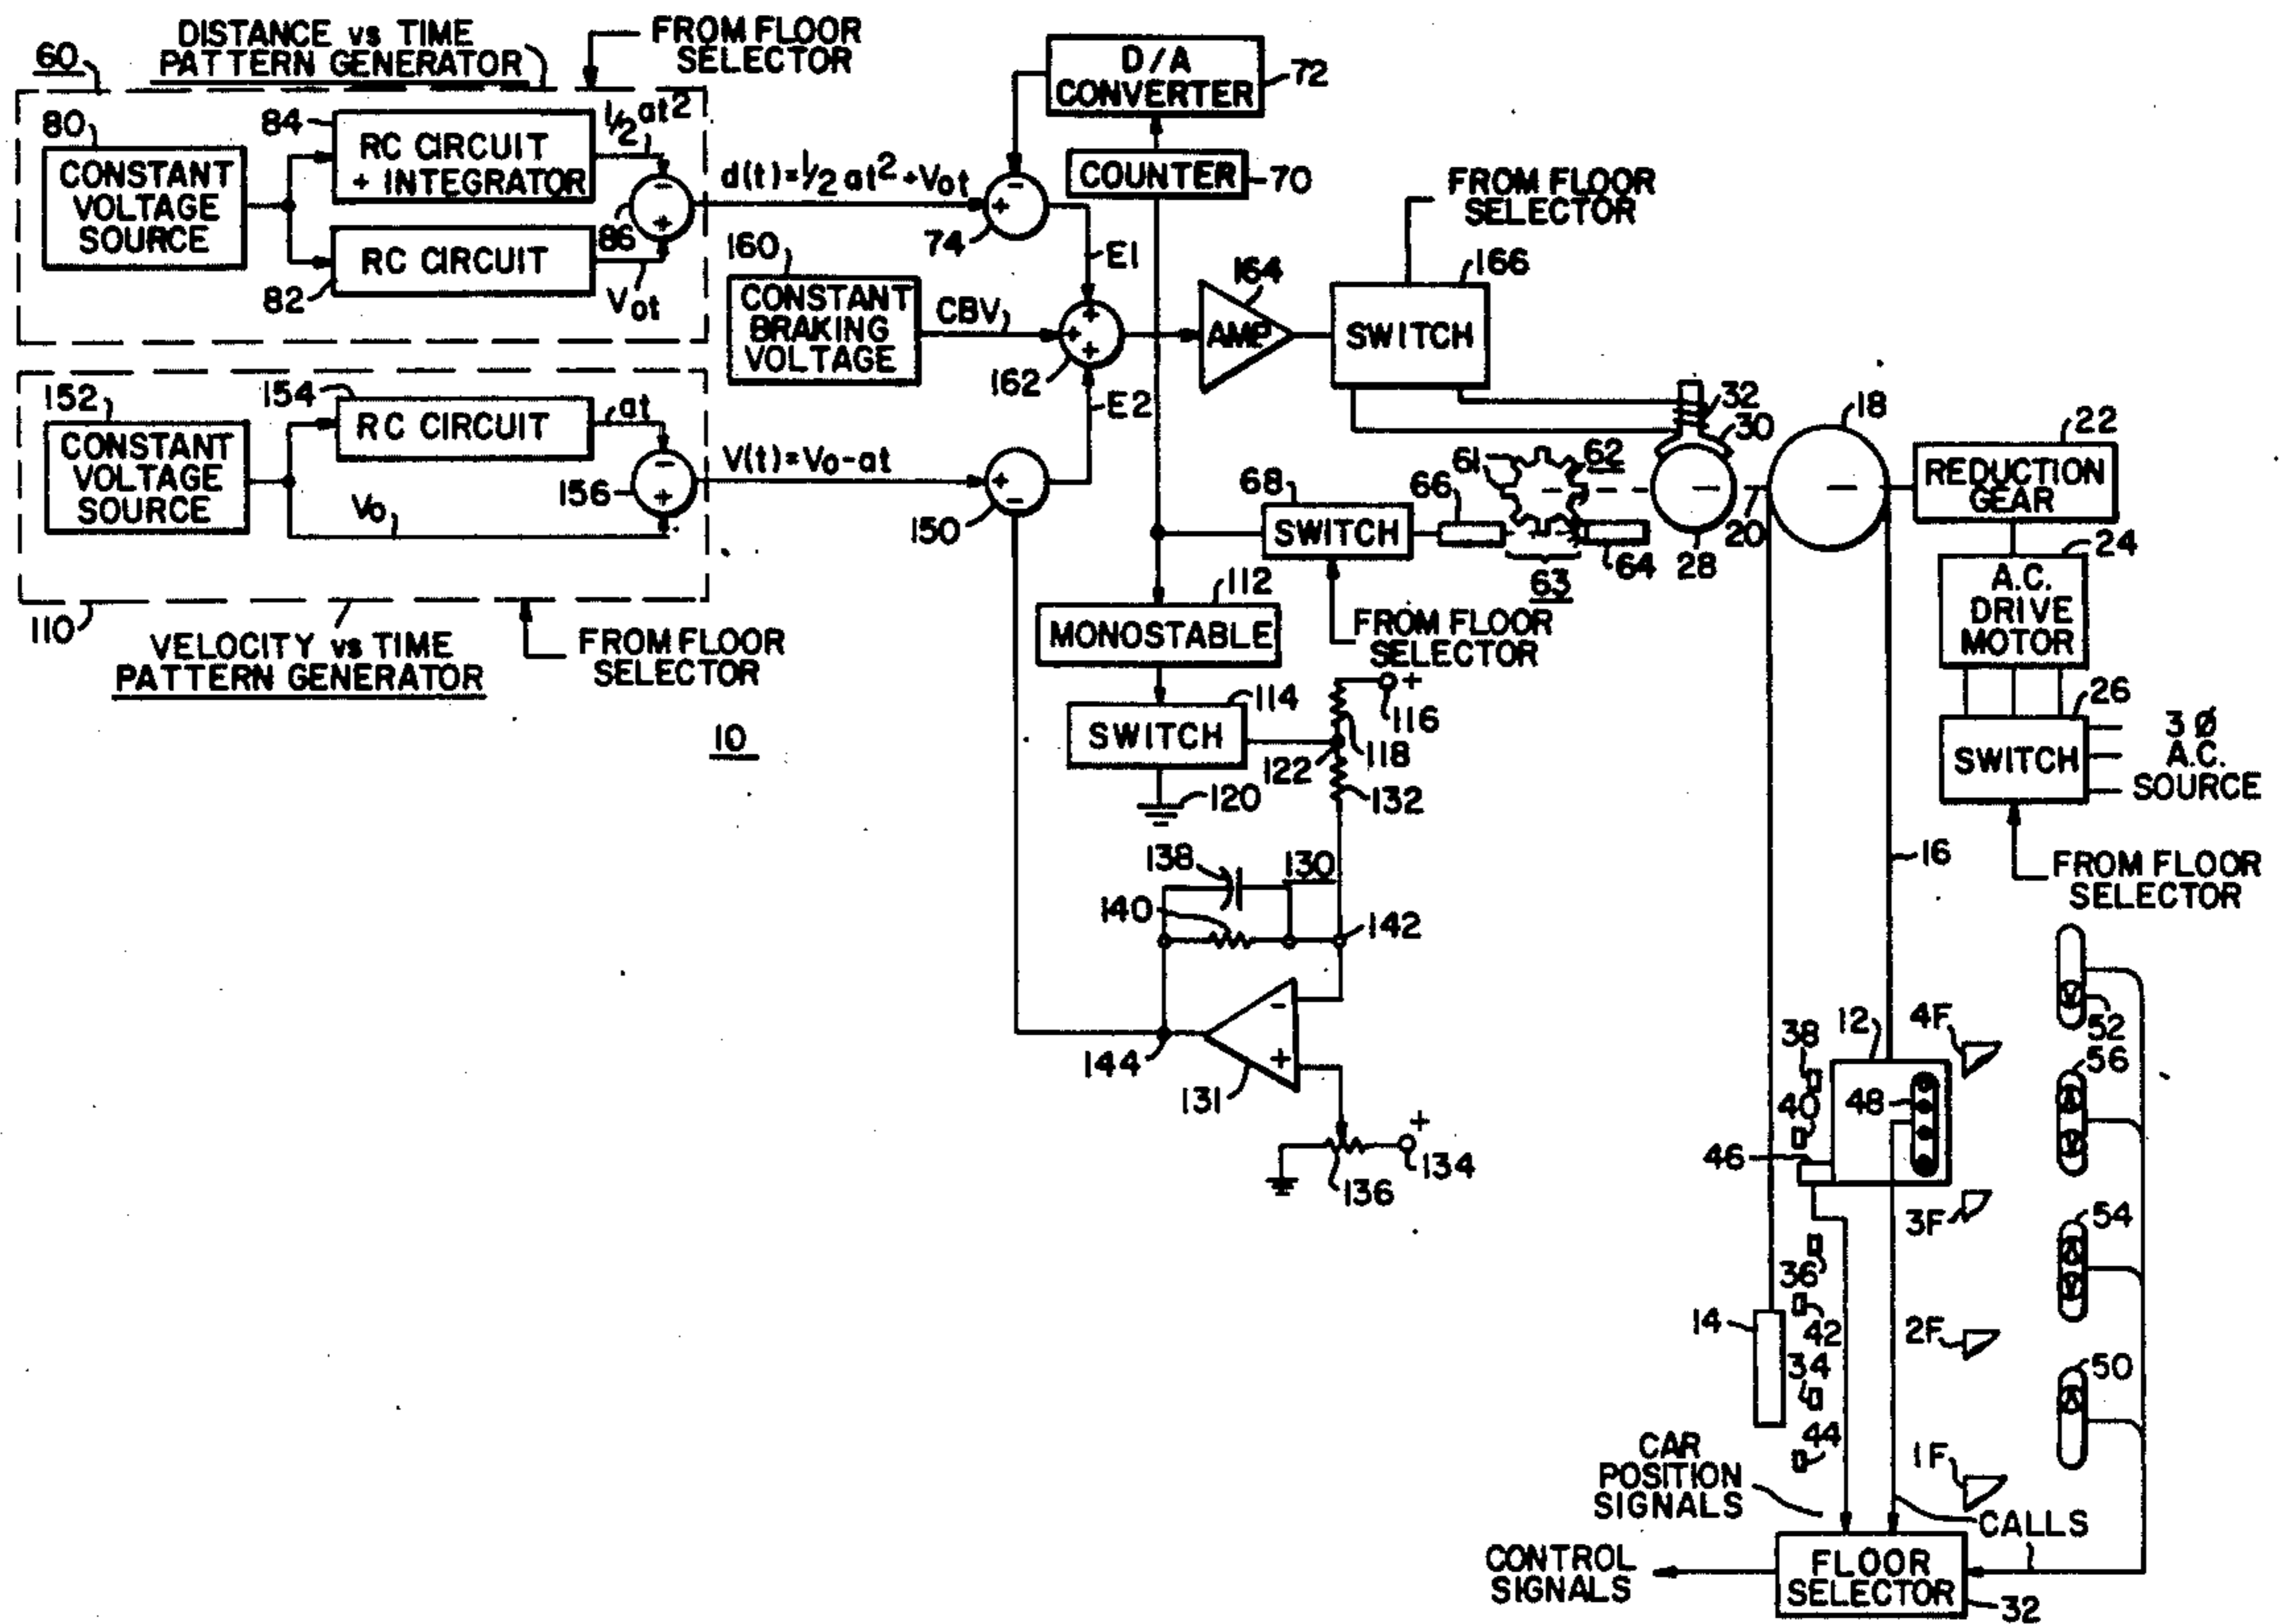 DISTANCE vs TIME
PATTERN GENERATOR
60
FROM FLOOR
SELECTOR
80
CONSTANT
VOLTAGE
SOURCE
84
RC CIRCUIT
+ INTEGRATOR
1/2 at2
86
-
+
82
RC CIRCUIT
Vot
d(t)=1/2 at2+Vot
D/A
CONVERTER
72
COUNTER
70
-
+
74
E1
160
CONSTANT
BRAKING
VOLTAGE
CBV
+
+
+
162
E2
164
AMP
FROM FLOOR
SELECTOR
166
SWITCH
152
CONSTANT
VOLTAGE
SOURCE
154
RC CIRCUIT
at
Vo
156
-
+
V(t)=Vo-at
+
-
150
110
VELOCITY vs TIME
PATTERN GENERATOR
FROM FLOOR
SELECTOR
10
68
SWITCH
66
61
62
63
64
FROM FLOOR
SELECTOR
32
30
28
20
18
22
REDUCTION
GEAR
24
A.C.
DRIVE
MOTOR
26
SWITCH
3Ø
A.C.
SOURCE
FROM FLOOR
SELECTOR
16
112
MONOSTABLE
114
SWITCH
120
+
116
118
122
132
138
130
140
142
-
+
144
131
+
134
136
12
38
40
46
48
4F
3F
36
42
14
34
44
2F
1F
52
56
54
50
CAR
POSITION
SIGNALS
CALLS
CONTROL
SIGNALS
FLOOR
SELECTOR
32